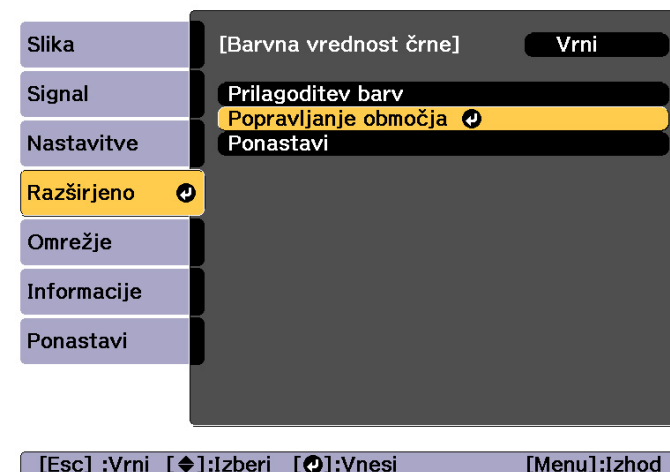 Slika
Signal
Nastavitve
Razširjeno
Omrežje
Informacije
Ponastavi
[Barvna vrednost črne] Vrni
Prilagoditev barv
Popravljanje območja
Ponastavi
[Esc] :Vrni [◆]:Izberi [↵]:Vnesi [Menu]:Izhod